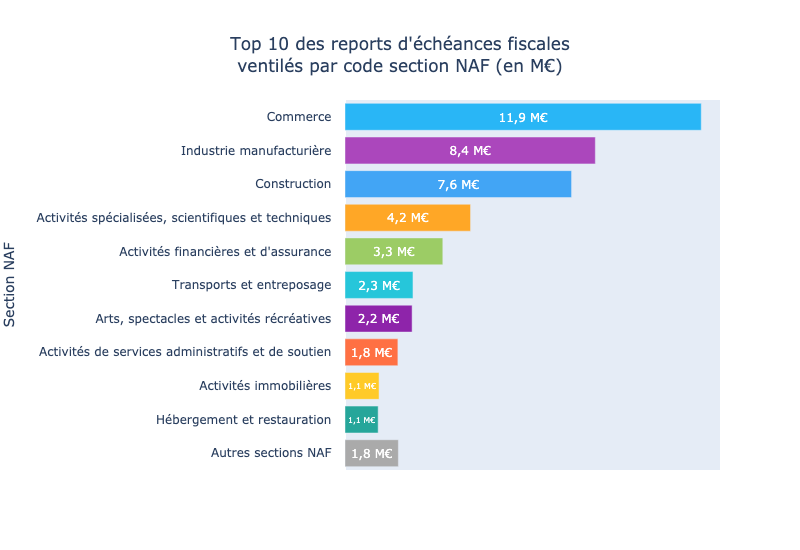 Top 10 des reports d'échéances fiscales
ventilés par code section NAF (en M€)
Section NAF
Commerce 11,9 M€
Industrie manufacturière 8,4 M€
Construction 7,6 M€
Activités spécialisées, scientifiques et techniques 4,2 M€
Activités financières et d'assurance 3,3 M€
Transports et entreposage 2,3 M€
Arts, spectacles et activités récréatives 2,2 M€
Activités de services administratifs et de soutien 1,8 M€
Activités immobilières 1,1 M€
Hébergement et restauration 1,1 M€
Autres sections NAF 1,8 M€